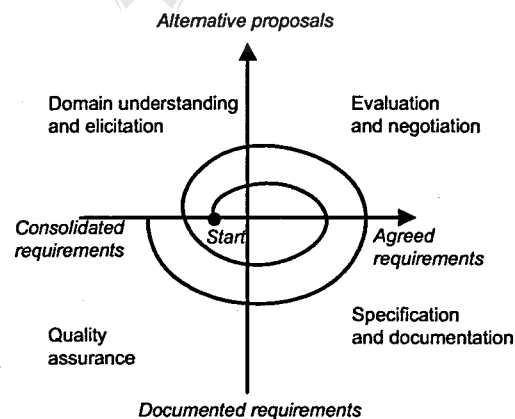 Alternative proposals
Domain understanding
and elicitation
Evaluation
and negotiation
Consolidated
requirements
Start
Agreed
requirements
Quality
assurance
Specification
and documentation
Documented requirements